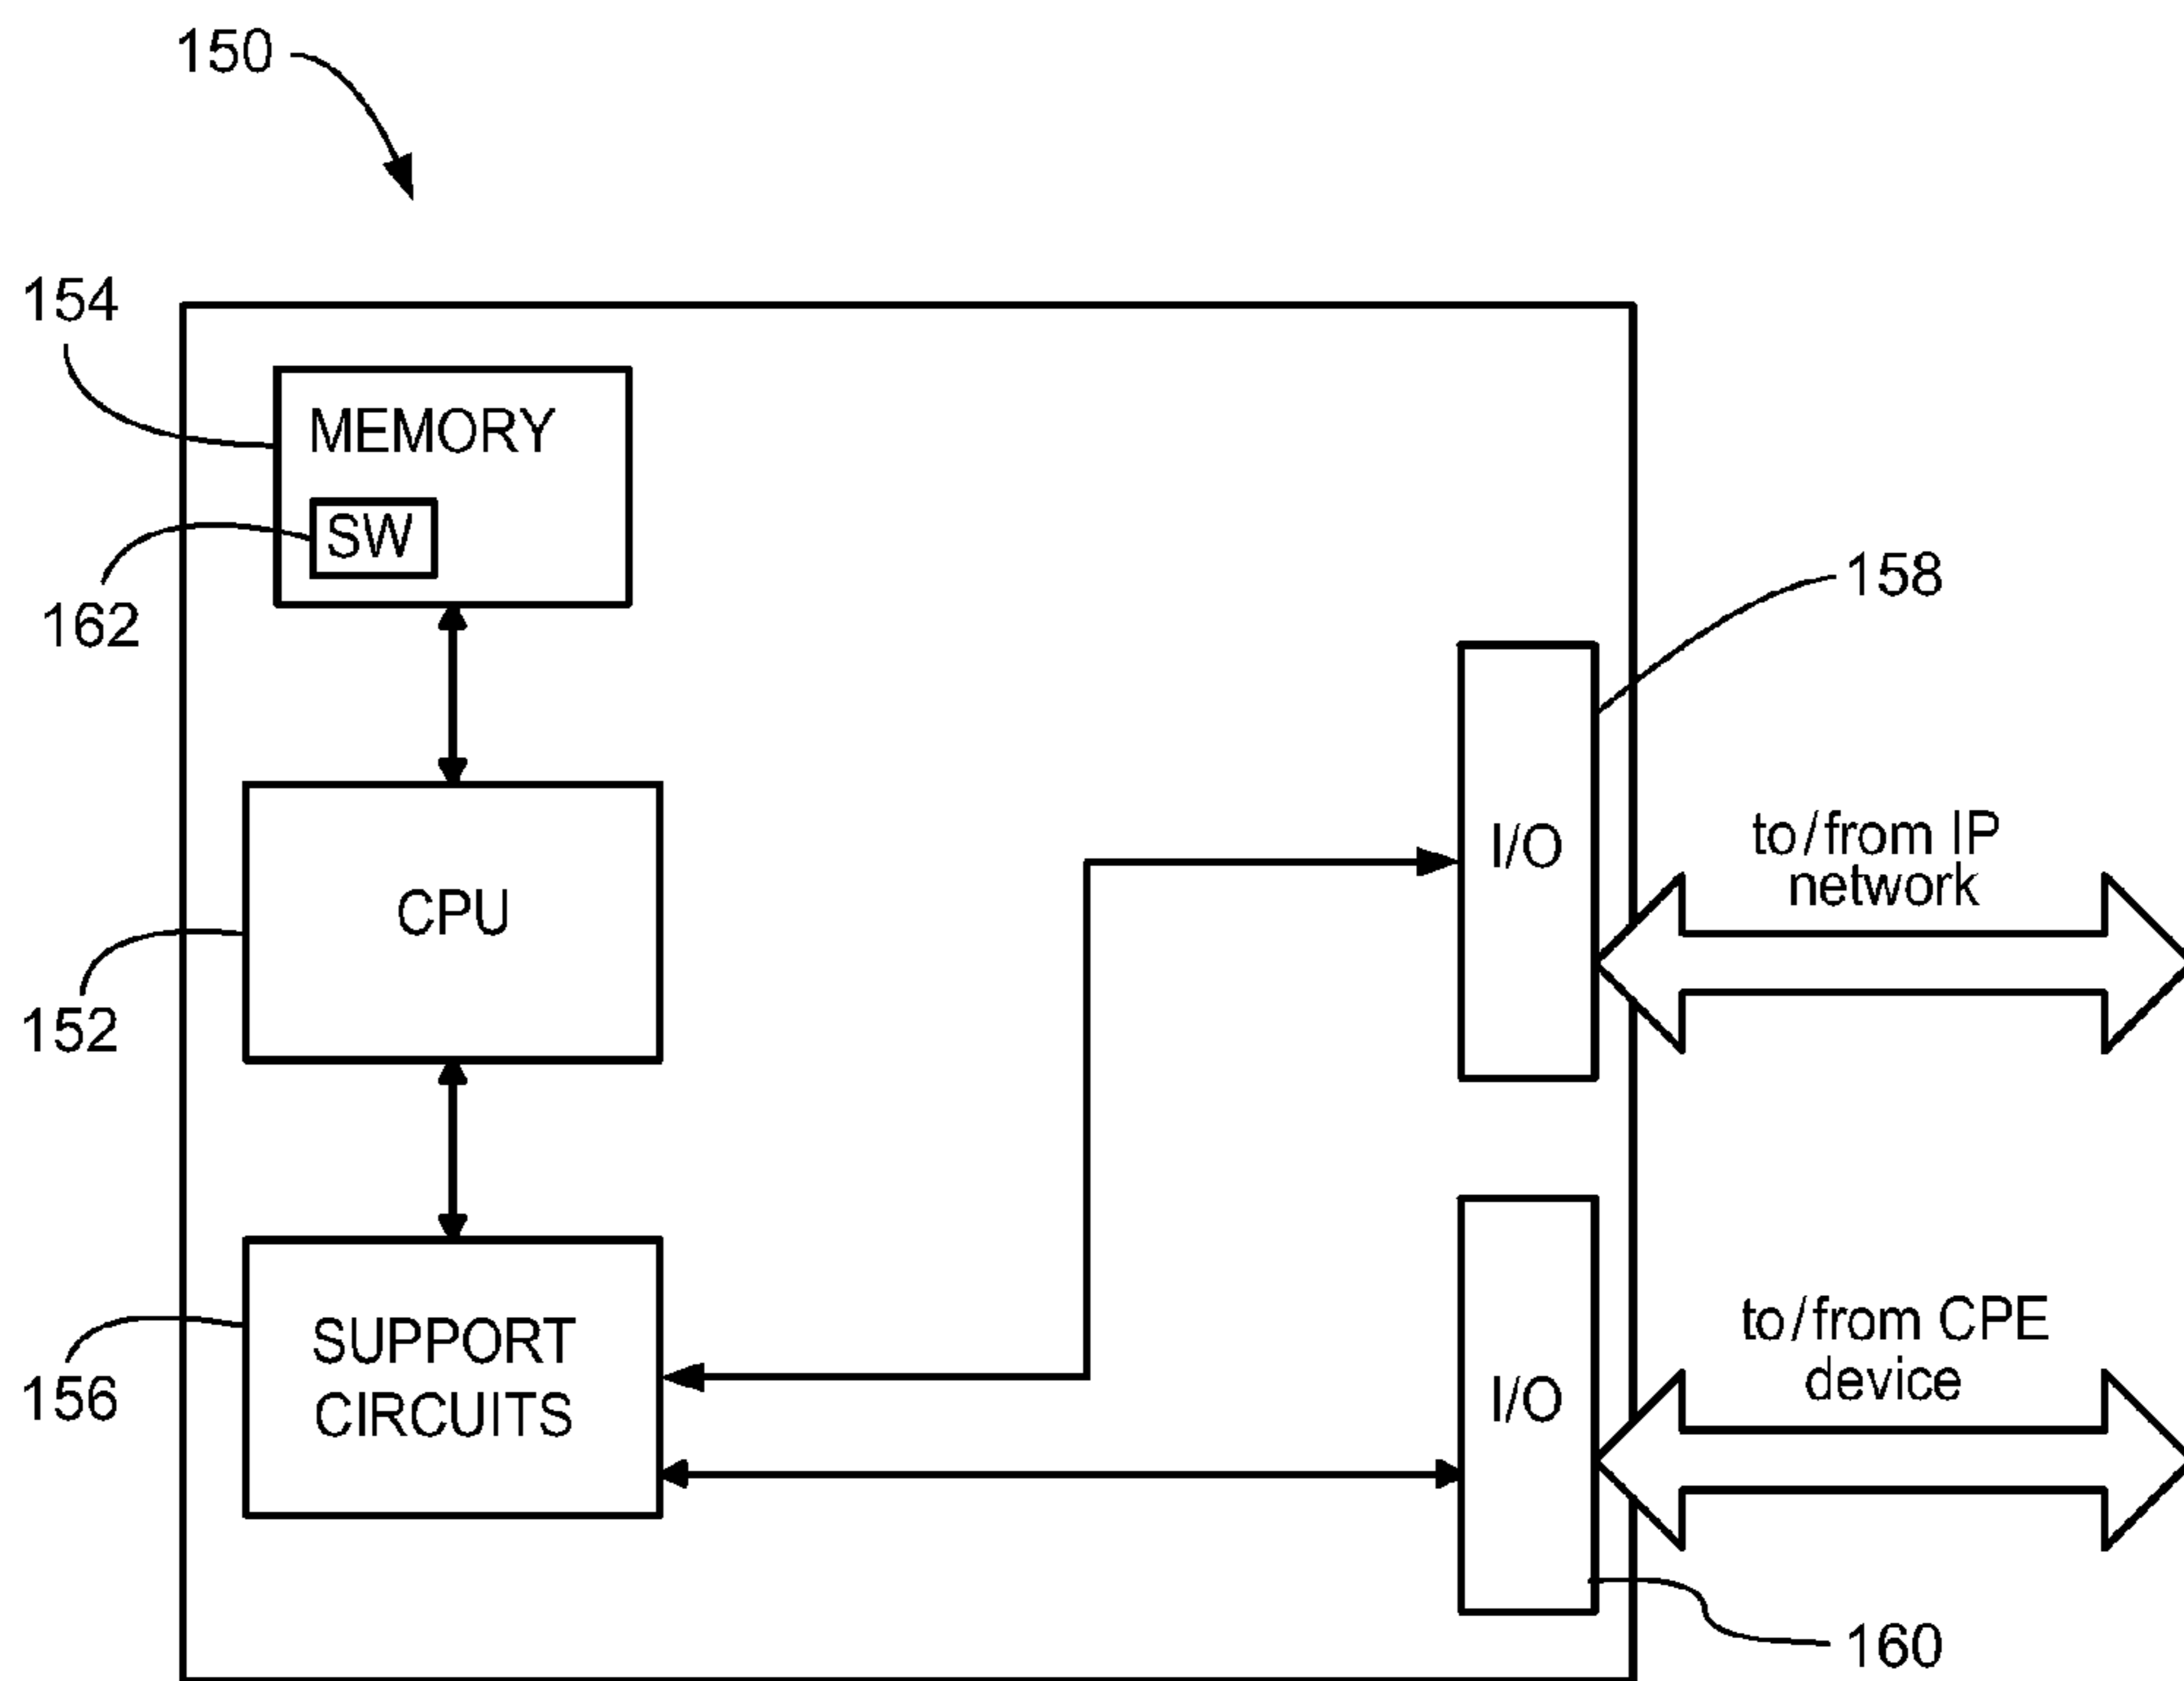 150
154
MEMORY
SW
162
158
I/O
to/from IP
network
CPU
152
SUPPORT
CIRCUITS
156
I/O
to/from CPE
device
160